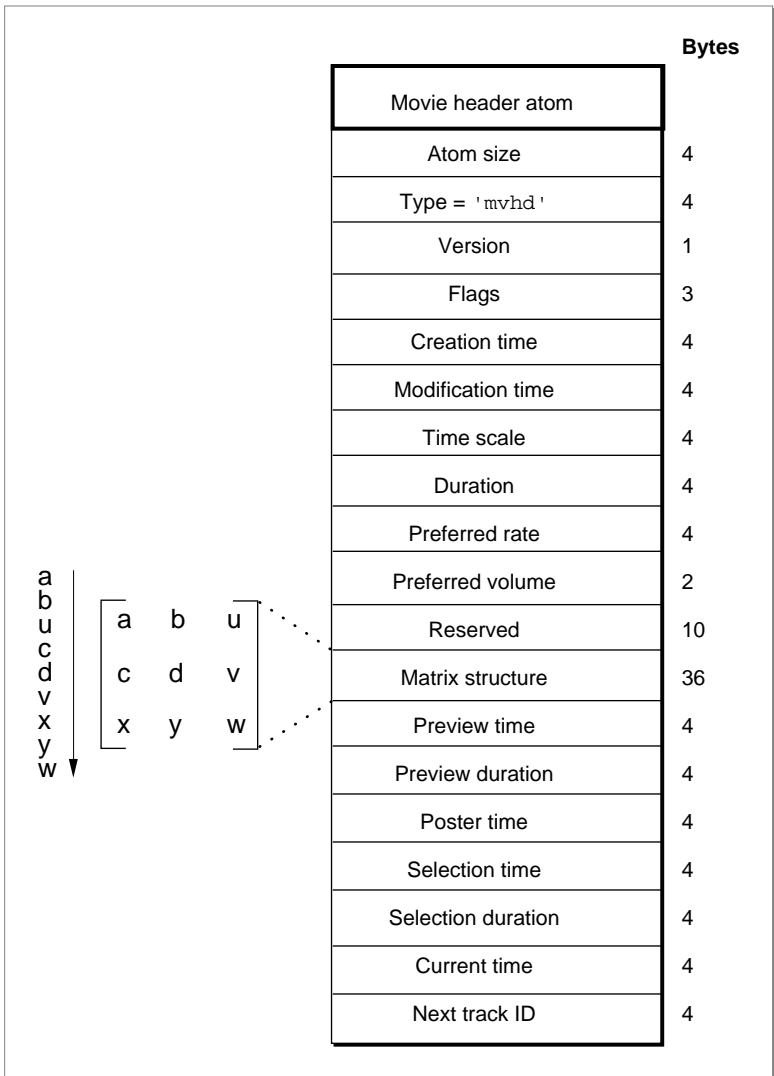 Bytes
Movie header atom
Atom size 4
Type = 'mvhd' 4
Version 1
Flags 3
Creation time 4
Modification time 4
Time scale 4
Duration 4
Preferred rate 4
Preferred volume 2
Reserved 10
Matrix structure 36
Preview time 4
Preview duration 4
Poster time 4
Selection time 4
Selection duration 4
Current time 4
Next track ID 4
a
b
u
c
d
v
x
y
w
a b u
c d v
x y w